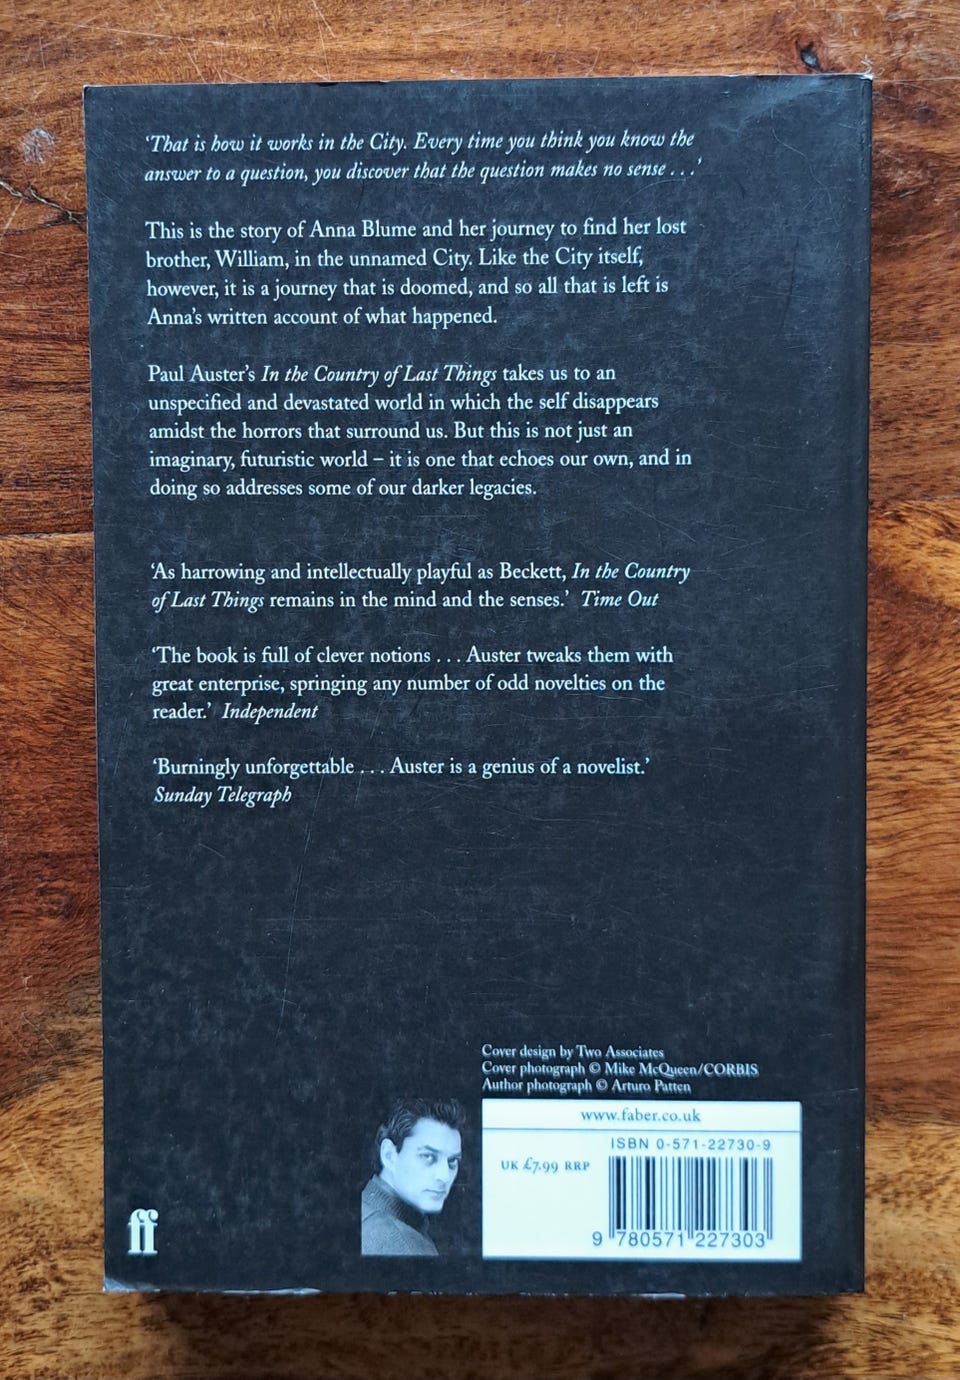 ‘That is how it works in the City. Every time you think you know the
answer to a question, you discover that the question makes no sense . . .’
This is the story of Anna Blume and her journey to find her lost
brother, William, in the unnamed City. Like the City itself,
however, it is a journey that is doomed, and so all that is left is
Anna’s written account of what happened.
Paul Auster’s In the Country of Last Things takes us to an
unspecified and devastated world in which the self disappears
amidst the horrors that surround us. But this is not just an
imaginary, futuristic world – it is one that echoes our own, and in
doing so addresses some of our darker legacies.
‘As harrowing and intellectually playful as Beckett, In the Country
of Last Things remains in the mind and the senses.’ Time Out
‘The book is full of clever notions . . . Auster tweaks them with
great enterprise, springing any number of odd novelties on the
reader.’ Independent
‘Burningly unforgettable . . . Auster is a genius of a novelist.’
Sunday Telegraph
Cover design by Two Associates
Cover photograph © Mike McQueen/CORBIS
Author photograph © Arturo Patten
www.faber.co.uk
ISBN 0-571-22730-9
UK £7.99 RRP
9 780571 227303
ff